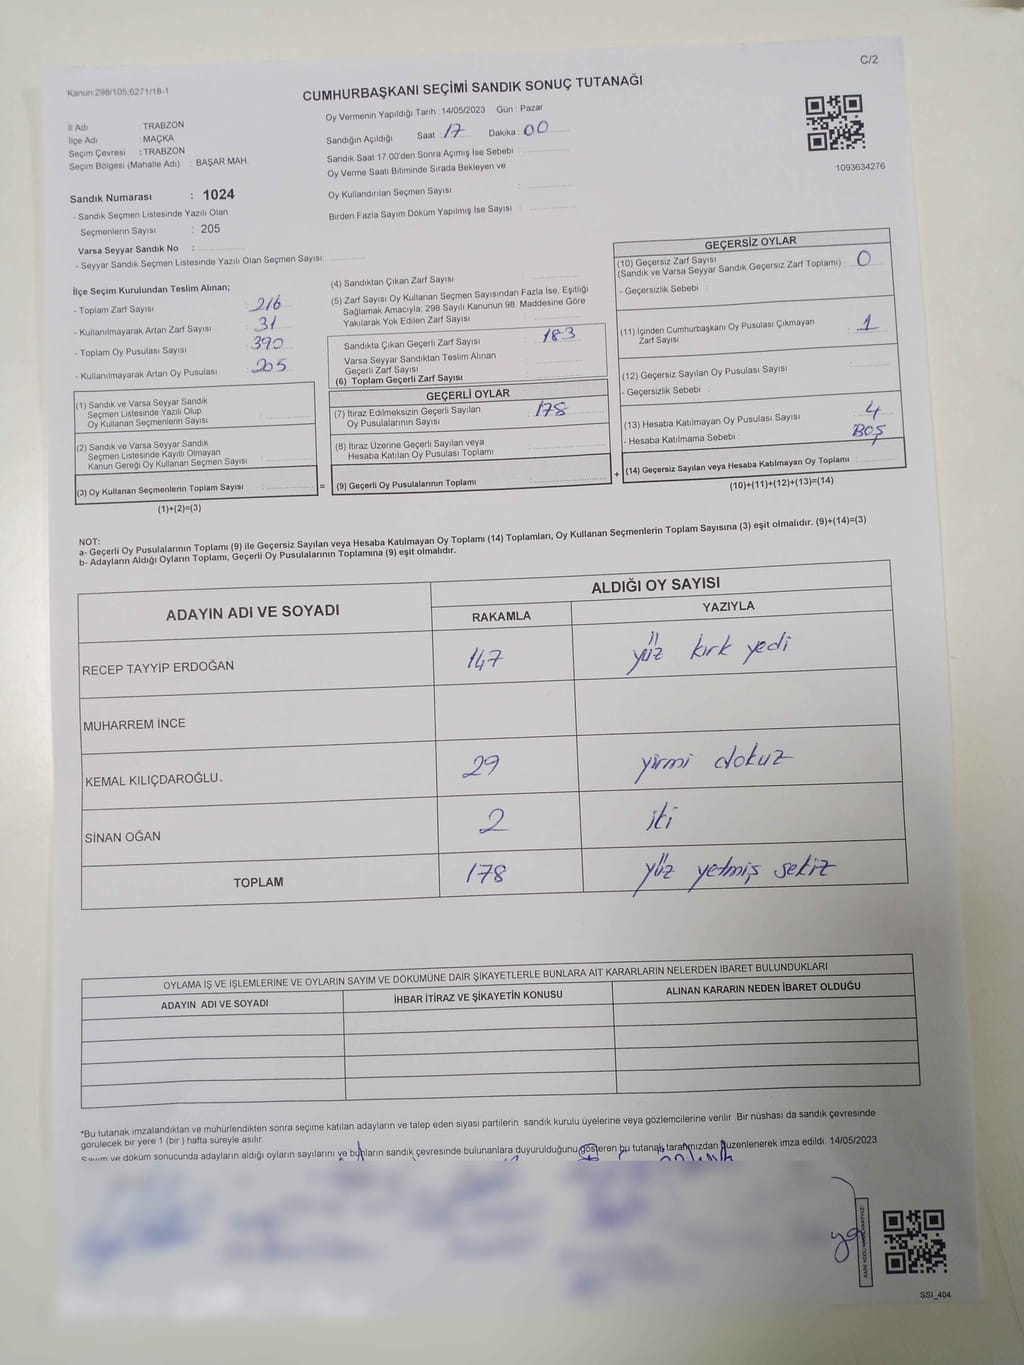 C/2
Kanun:298/105,6271/18-1
CUMHURBAŞKANI SEÇİMİ SANDIK SONUÇ TUTANAĞI
İl Adı : TRABZON
İlçe Adı : MAÇKA
Seçim Çevresi : TRABZON
Seçim Bölgesi (Mahalle Adı) : BAŞAR MAH.
Oy Vermenin Yapıldığı Tarih : 14/05/2023 Gün : Pazar
Sandığın Açıldığı Saat 17 Dakika : 00
Sandık Saat 17:00'den Sonra Açımış İse Sebebi :
Oy Verme Saati Bitiminde Sırada Bekleyen ve
Oy Kullandırılan Seçmen Sayısı :
Birden Fazla Sayım Döküm Yapılmış İse Sayısı :
1093634276
Sandık Numarası : 1024
- Sandık Seçmen Listesinde Yazılı Olan
Seçmenlerin Sayısı : 205
Varsa Seyyar Sandık No :
- Seyyar Sandık Seçmen Listesinde Yazılı Olan Seçmen Sayısı :
İlçe Seçim Kurulundan Teslim Alınan;
- Toplam Zarf Sayısı : 216
- Kullanılmayarak Artan Zarf Sayısı : 31
- Toplam Oy Pusulası Sayısı : 390
- Kullanılmayarak Artan Oy Pusulası : 205
(1) Sandık ve Varsa Seyyar Sandık
Seçmen Listesinde Yazılı Olup
Oy Kullanan Seçmenlerin Sayısı :
(2) Sandık ve Varsa Seyyar Sandık
Seçmen Listesinde Kayıtlı Olmayan
Kanun Gereği Oy Kullanan Seçmen Sayısı :
(3) Oy Kullanan Seçmenlerin Toplam Sayısı :
(1)+(2)=(3)
(4) Sandıktan Çıkan Zarf Sayısı :
(5) Zarf Sayısı Oy Kullanan Seçmen Sayısından Fazla İse, Eşitliği
Sağlamak Amacıyla, 298 Sayılı Kanunun 98. Maddesine Göre
Yakılarak Yok Edilen Zarf Sayısı :
Sandıkta Çıkan Geçerli Zarf Sayısı : 183
Varsa Seyyar Sandıktan Teslim Alınan
Geçerli Zarf Sayısı :
(6) Toplam Geçerli Zarf Sayısı :
GEÇERLİ OYLAR
(7) İtiraz Edilmeksizin Geçerli Sayılan : 178
Oy Pusulalarının Sayısı
(8) İtiraz Üzerine Geçerli Sayılan veya
Hesaba Katılan Oy Pusulası Toplamı :
= (9) Geçerli Oy Pusulalarının Toplamı :
GEÇERSİZ OYLAR
(10) Geçersiz Zarf Sayısı
(Sandık ve Varsa Seyyar Sandık Geçersiz Zarf Toplamı) : 0
- Geçersizlik Sebebi :
(11) İçinden Cumhurbaşkanı Oy Pusulası Çıkmayan : 1
Zarf Sayısı
(12) Geçersiz Sayılan Oy Pusulası Sayısı :
- Geçersizlik Sebebi :
(13) Hesaba Katılmayan Oy Pusulası Sayısı : 4
- Hesaba Katılmama Sebebi : BOŞ
+ (14) Geçersiz Sayılan veya Hesaba Katılmayan Oy Toplamı :
(10)+(11)+(12)+(13)=(14)
NOT:
a- Geçerli Oy Pusulalarının Toplamı (9) ile Geçersiz Sayılan veya Hesaba Katılmayan Oy Toplamı (14) Toplamları, Oy Kullanan Seçmenlerin Toplam Sayısına (3) eşit olmalıdır. (9)+(14)=(3)
b- Adayların Aldığı Oyların Toplamı, Geçerli Oy Pusulalarının Toplamına (9) eşit olmalıdır.
ADAYIN ADI VE SOYADI
ALDIĞI OY SAYISI
RAKAMLA YAZIYLA
RECEP TAYYİP ERDOĞAN 147 yüz kırk yedi
MUHARREM İNCE
KEMAL KILIÇDAROĞLU 29 yirmi dokuz
SİNAN OĞAN 2 iki
TOPLAM 178 yüz yetmiş sekiz
OYLAMA İŞ VE İŞLEMLERİNE VE OYLARIN SAYIM VE DÖKÜMÜNE DAİR ŞİKAYETLERLE BUNLARA AİT KARARLARIN NELERDEN İBARET BULUNDUKLARI
ADAYIN ADI VE SOYADI İHBAR İTİRAZ VE ŞİKAYETİN KONUSU ALINAN KARARIN NEDEN İBARET OLDUĞU
*Bu tutanak imzalandıktan ve mühürlendikten sonra seçime katılan adayların ve talep eden siyasi partilerin sandık kurulu üyelerine veya gözlemcilerine verilir. Bir nüshası da sandık çevresinde
görülecek bir yere 1 (bir ) hafta süreyle asılır.
Sayım ve döküm sonucunda adayların aldığı oyların sayılarını ve bunların sandık çevresinde bulunanlara duyurulduğunu gösteren bu tutanak tarafımızdan düzenlenerek imza edildi. 14/05/2023
SSI_404